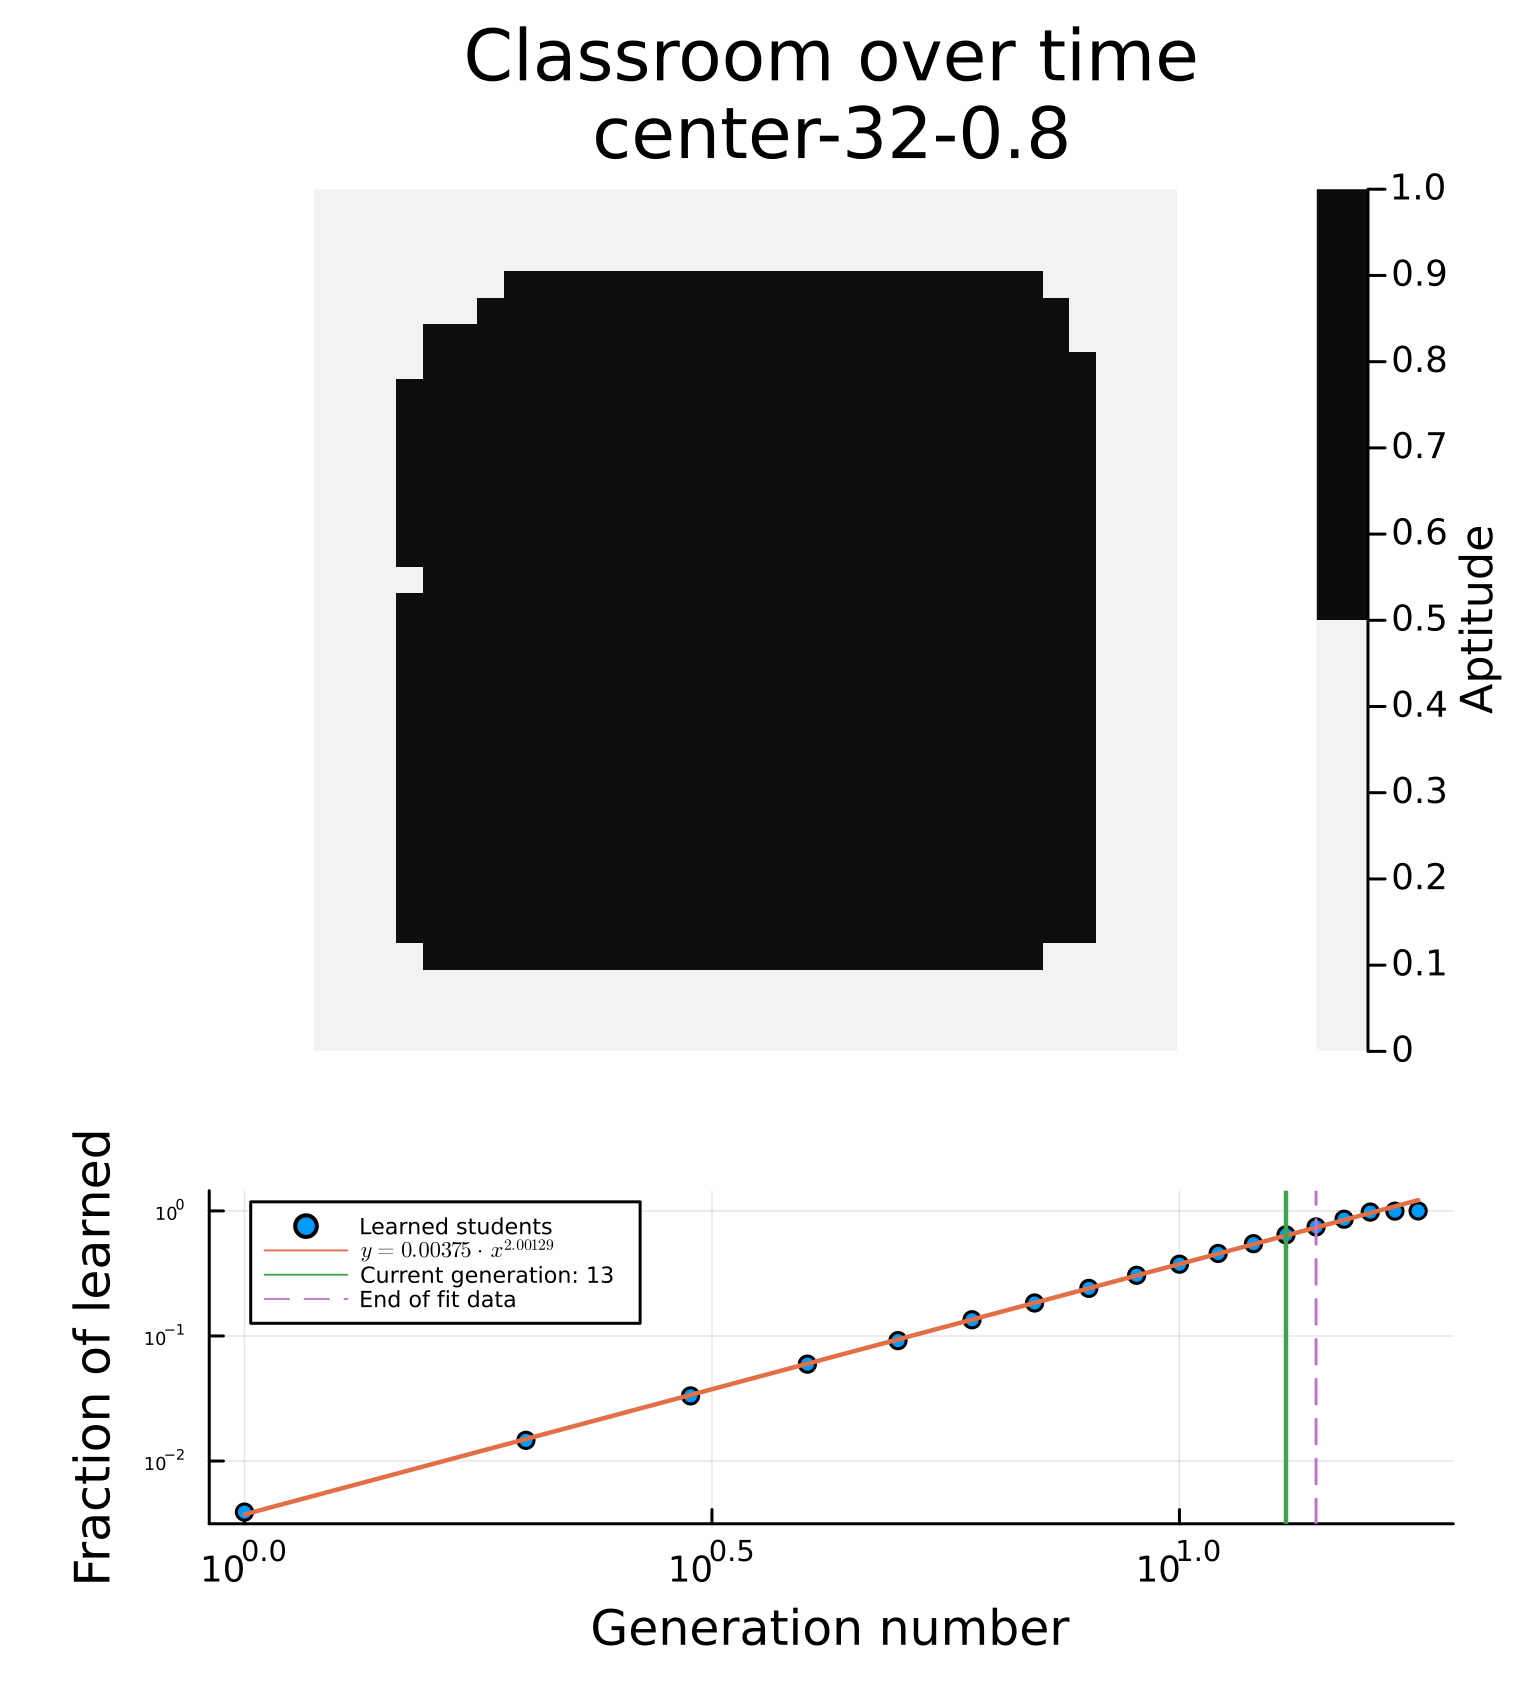 Classroom over time
center-32-0.8
1.0
0.9
0.8
0.7
0.6
0.5
0.4
0.3
0.2
0.1
0
Aptitude
Fraction of learned
10⁰
10⁻¹
10⁻²
Learned students
y = 0.00375 · x^2.00129
Current generation: 13
End of fit data
10^0.0
10^0.5
10^1.0
Generation number